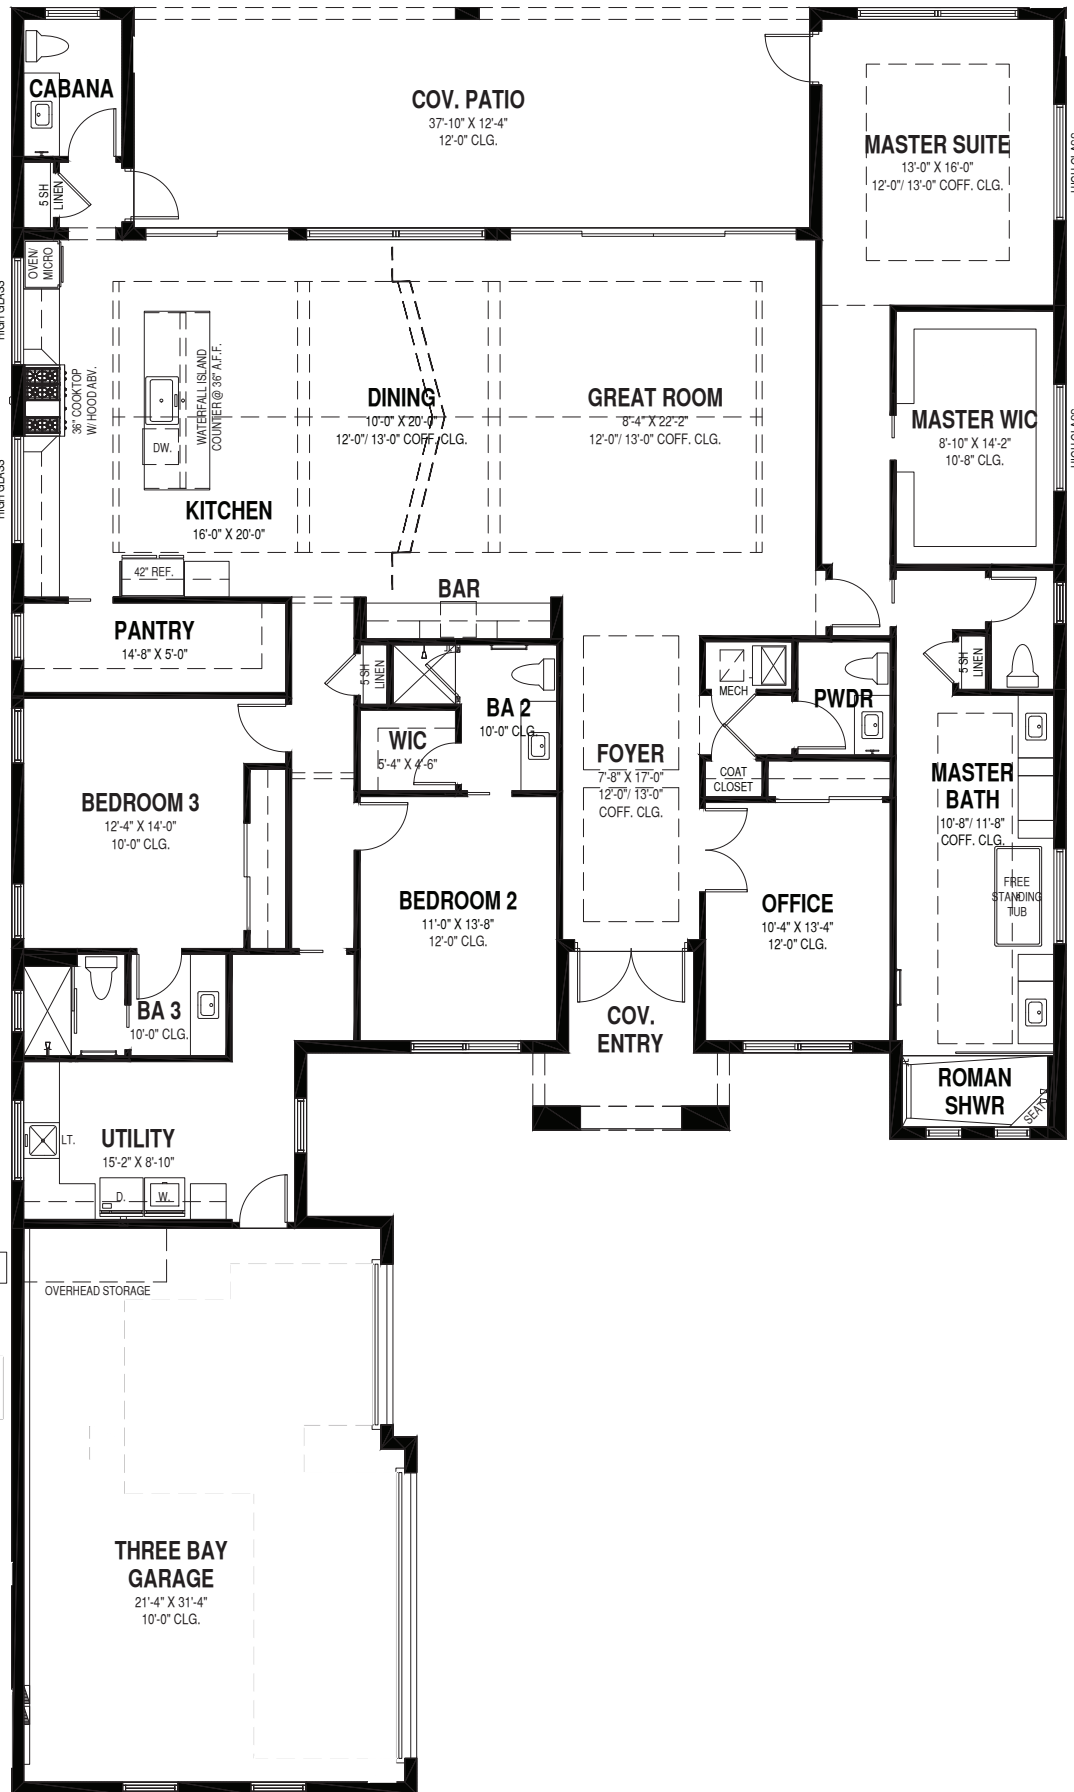 CABANA
5 SH
LINEN
COV. PATIO
37'-10" X 12'-4"
12'-0" CLG.
MASTER SUITE
13'-0" X 16'-0"
12'-0"/ 13'-0" COFF. CLG.
OVEN/
MICRO
36" COOKTOP
W/ HOOD ABV.
WATERFALL ISLAND
COUNTER @ 36" A.F.F.
DW.
KITCHEN
16'-0" X 20'-0"
42" REF.
DINING
10'-0" X 20'-0"
12'-0"/ 13'-0" COFF. CLG.
GREAT ROOM
8'-4" X 22'-2"
12'-0"/ 13'-0" COFF. CLG.
MASTER WIC
8'-10" X 14'-2"
10'-8" CLG.
HIGH GLASS
HIGH GLASS
HIGH GLASS
HIGH GLASS
PANTRY
14'-8" X 5'-0"
BAR
5 SH
LINEN
BA 2
10'-0" CLG.
WIC
5'-4" X 4'-6"
MECH
PWDR
COAT
CLOSET
5 SH
LINEN
FOYER
7'-8" X 17'-0"
12'-0"/ 13'-0"
COFF. CLG.
MASTER
BATH
10'-8"/ 11'-8"
COFF. CLG.
FREE
STANDING
TUB
BEDROOM 3
12'-4" X 14'-0"
10'-0" CLG.
BEDROOM 2
11'-0" X 13'-8"
12'-0" CLG.
OFFICE
10'-4" X 13'-4"
12'-0" CLG.
BA 3
10'-0" CLG.
COV.
ENTRY
ROMAN
SHWR
SEAT
UTILITY
15'-2" X 8'-10"
LT.
D.
W.
OVERHEAD STORAGE
THREE BAY
GARAGE
21'-4" X 31'-4"
10'-0" CLG.